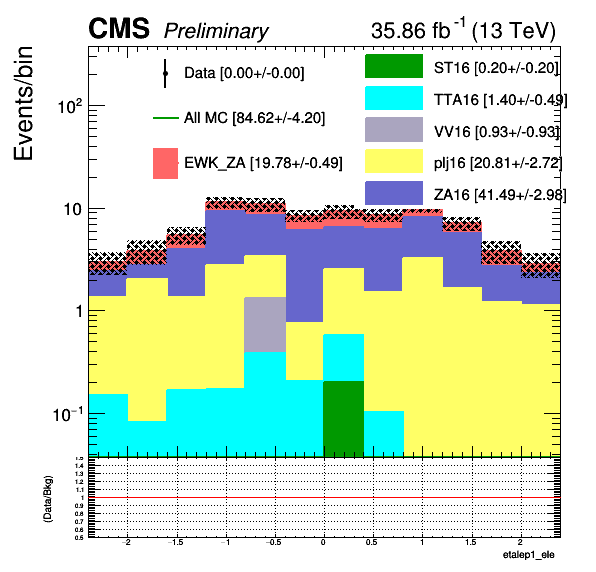 CMS Preliminary 35.86 fb⁻¹ (13 TeV)
Events/bin
Data [0.00+/-0.00]
All MC [84.62+/-4.20]
EWK_ZA [19.78+/-0.49]
ST16 [0.20+/-0.20]
TTA16 [1.40+/-0.49]
VV16 [0.93+/-0.93]
plj16 [20.81+/-2.72]
ZA16 [41.49+/-2.98]
10²
10
1
10⁻¹
(Data/Bkg)
1.5
1.4
1.3
1.2
1.1
1
0.9
0.8
0.7
0.6
0.5
−2 −1.5 −1 −0.5 0 0.5 1 1.5 2
etalep1_ele